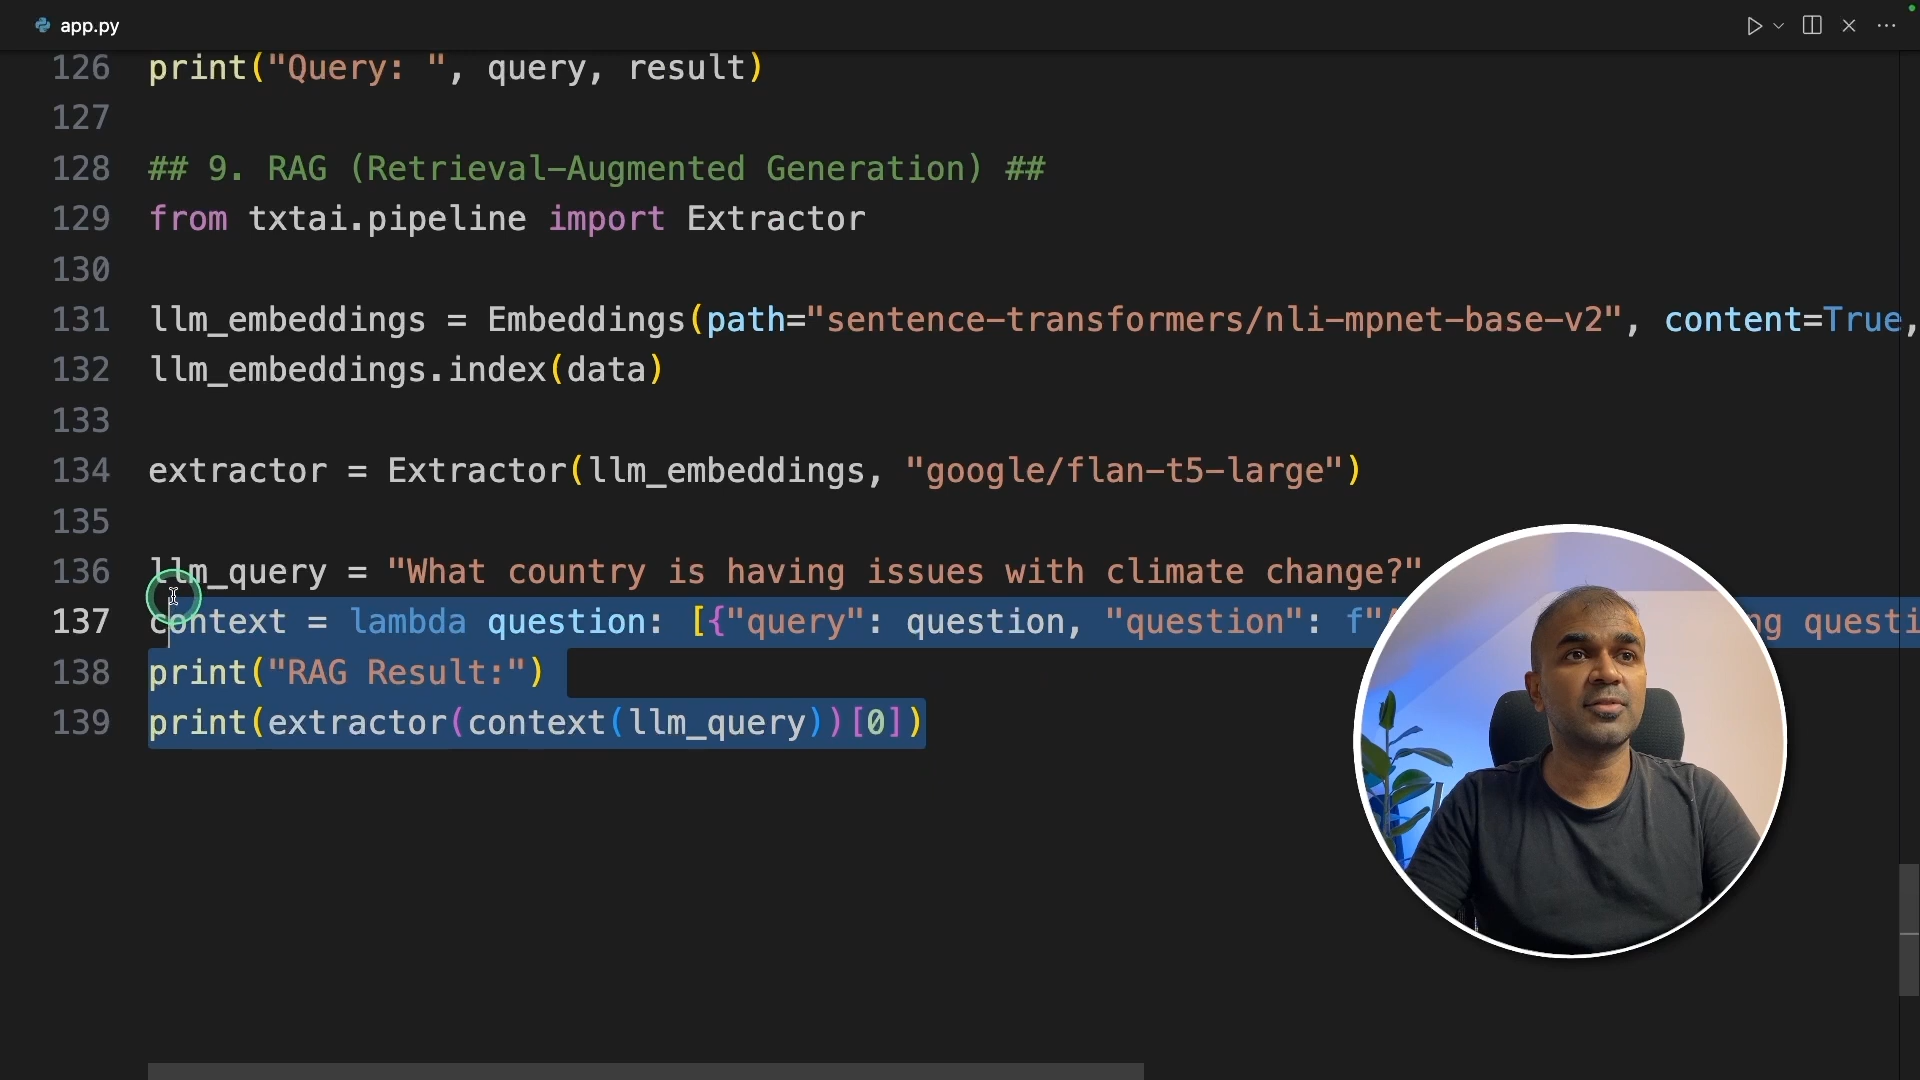 app.py
126 print("Query: ", query, result)
127
128 ## 9. RAG (Retrieval-Augmented Generation) ##
129 from txtai.pipeline import Extractor
130
131 llm_embeddings = Embeddings(path="sentence-transformers/nli-mpnet-base-v2", content=True,
132 llm_embeddings.index(data)
133
134 extractor = Extractor(llm_embeddings, "google/flan-t5-large")
135
136 llm_query = "What country is having issues with climate change?"
137 context = lambda question: [{"query": question, "question": f"
138 print("RAG Result:")
139 print(extractor(context(llm_query))[0])